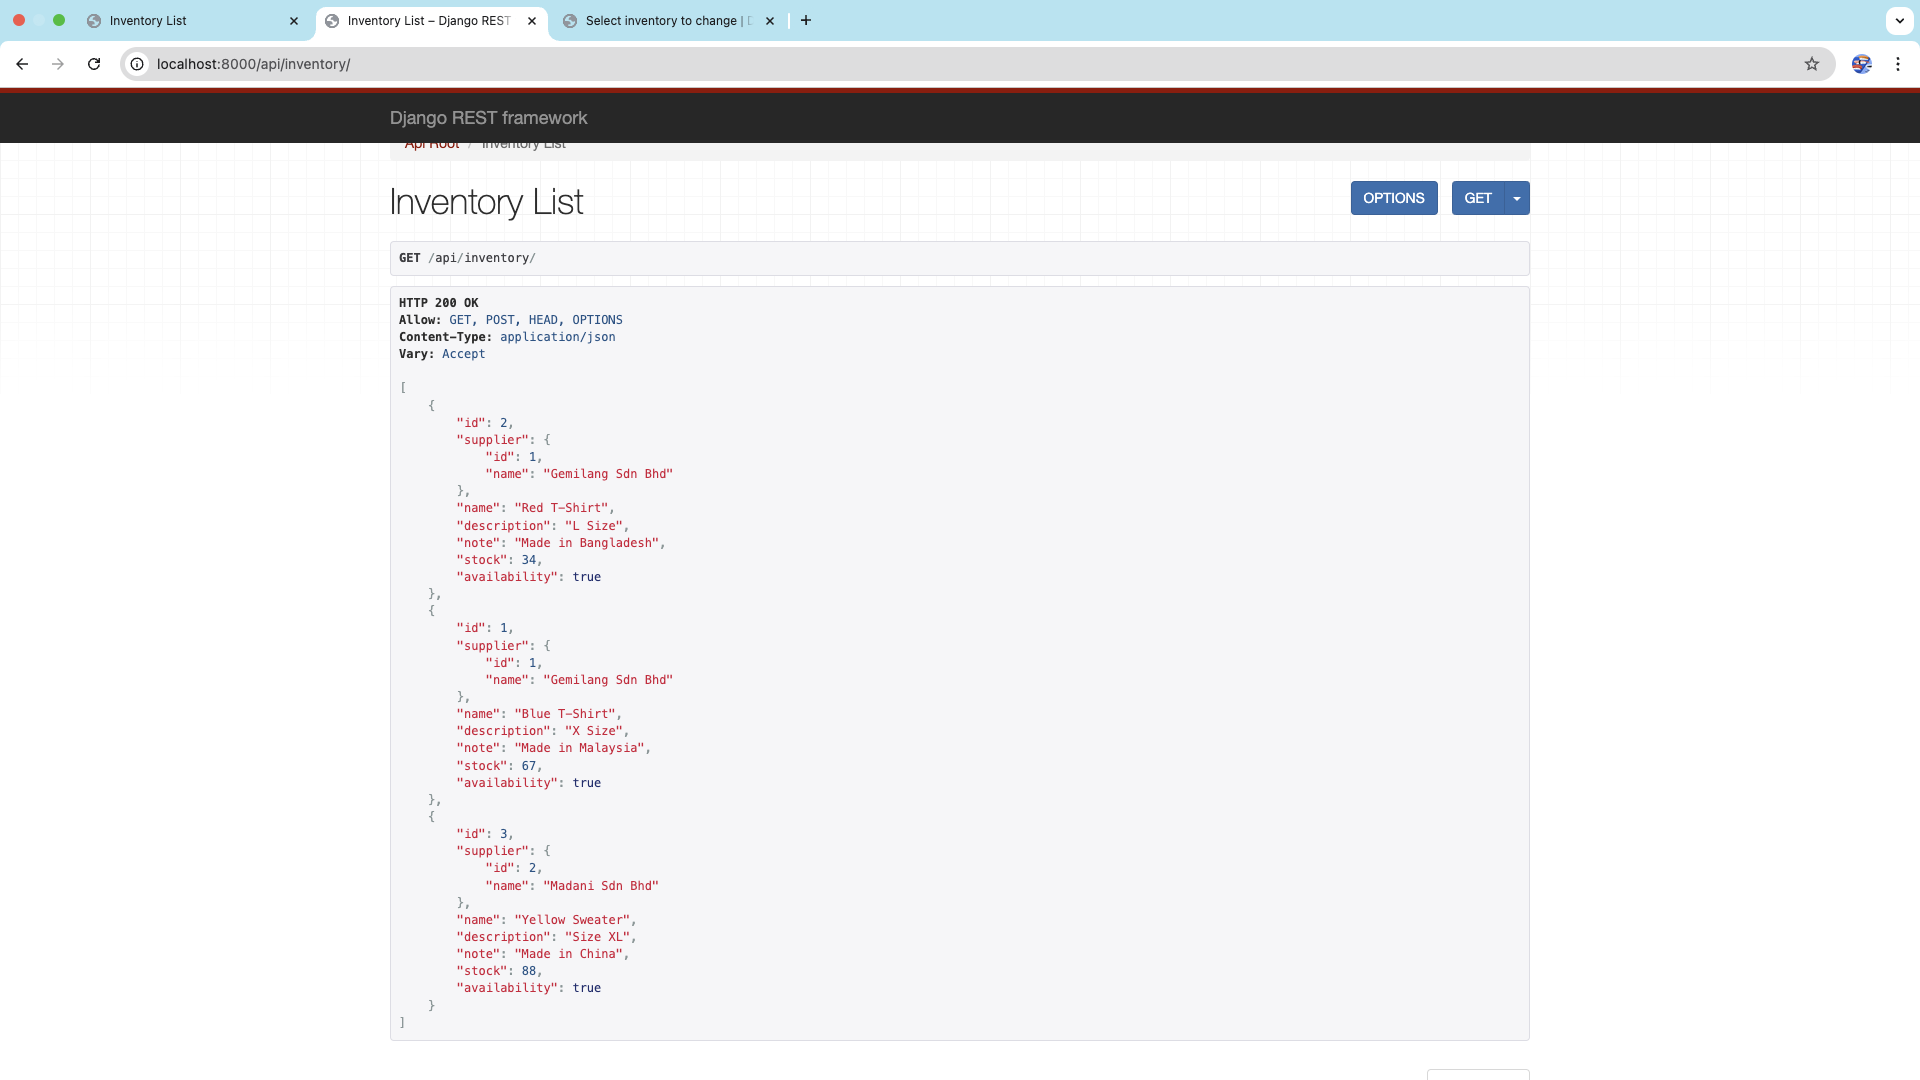 Inventory List
Inventory List – Django REST
Select inventory to change |
localhost:8000/api/inventory/
Django REST framework
Api Root / Inventory List
Inventory List
OPTIONS
GET
GET /api/inventory/
HTTP 200 OK
Allow: GET, POST, HEAD, OPTIONS
Content-Type: application/json
Vary: Accept
[
    {
        "id": 2,
        "supplier": {
            "id": 1,
            "name": "Gemilang Sdn Bhd"
        },
        "name": "Red T-Shirt",
        "description": "L Size",
        "note": "Made in Bangladesh",
        "stock": 34,
        "availability": true
    },
    {
        "id": 1,
        "supplier": {
            "id": 1,
            "name": "Gemilang Sdn Bhd"
        },
        "name": "Blue T-Shirt",
        "description": "X Size",
        "note": "Made in Malaysia",
        "stock": 67,
        "availability": true
    },
    {
        "id": 3,
        "supplier": {
            "id": 2,
            "name": "Madani Sdn Bhd"
        },
        "name": "Yellow Sweater",
        "description": "Size XL",
        "note": "Made in China",
        "stock": 88,
        "availability": true
    }
]